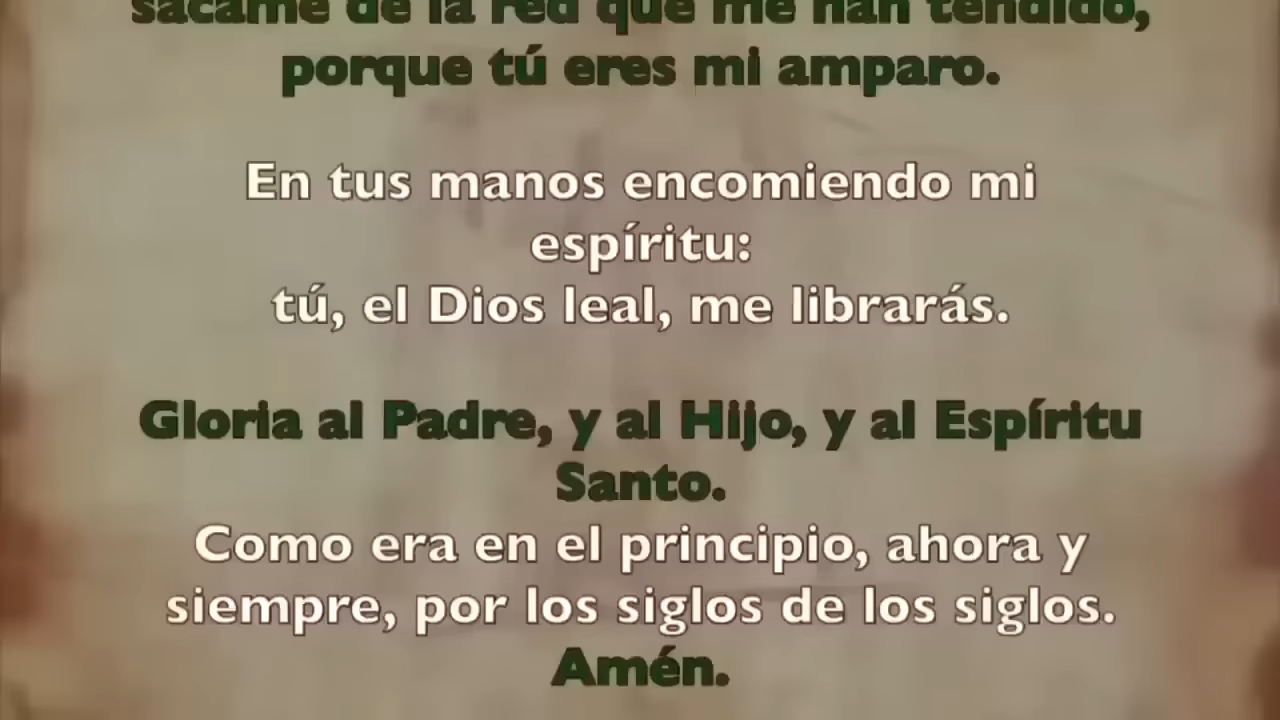 sácame de la red que me han tendido,
porque tú eres mi amparo.
En tus manos encomiendo mi
espíritu:
tú, el Dios leal, me librarás.
Gloria al Padre, y al Hijo, y al Espíritu
Santo.
Como era en el principio, ahora y
siempre, por los siglos de los siglos.
Amén.